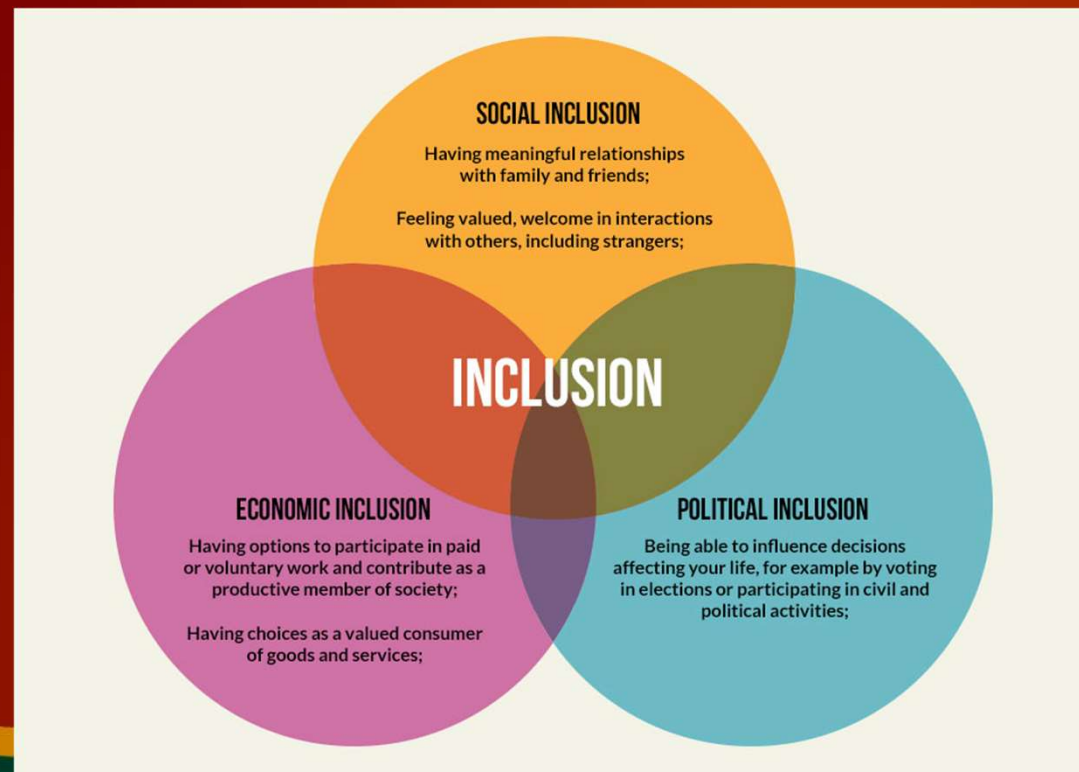 SOCIAL INCLUSION
Having meaningful relationships
with family and friends;
Feeling valued, welcome in interactions
with others, including strangers;
INCLUSION
ECONOMIC INCLUSION
Having options to participate in paid
or voluntary work and contribute as a
productive member of society;
Having choices as a valued consumer
of goods and services;
POLITICAL INCLUSION
Being able to influence decisions
affecting your life, for example by voting
in elections or participating in civil and
political activities;